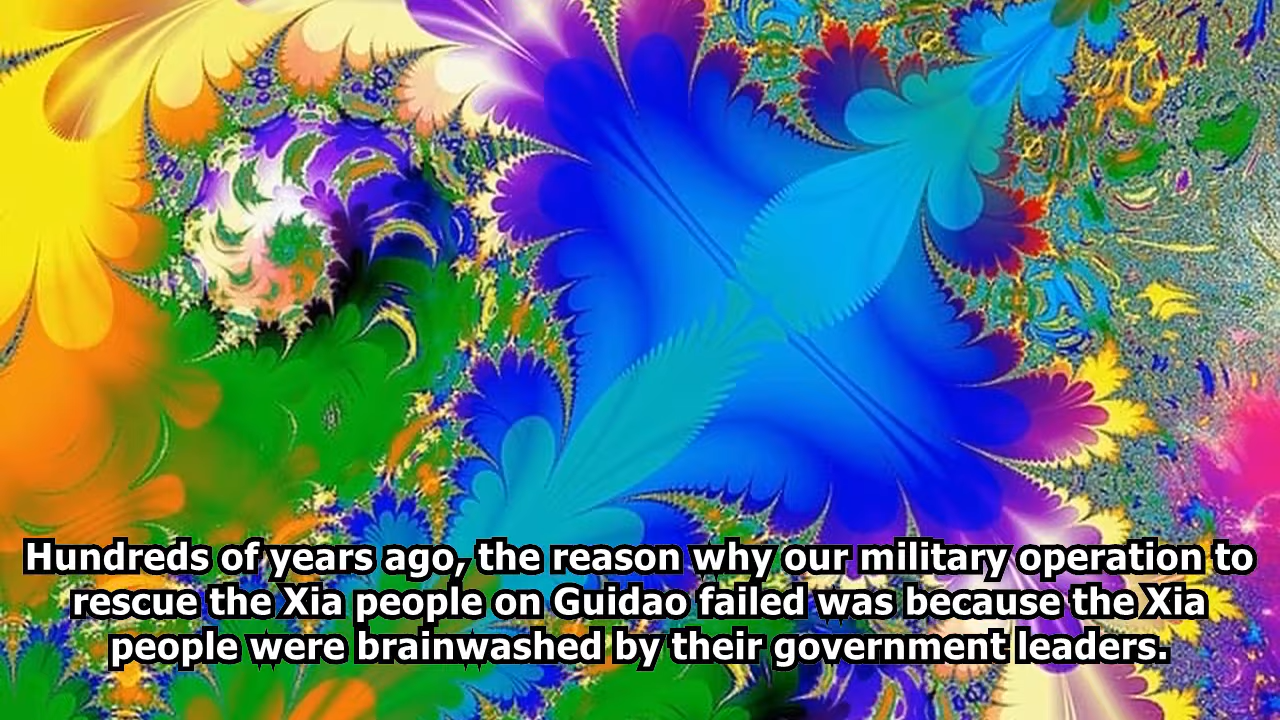 Hundreds of years ago, the reason why our military operation to
rescue the Xia people on Guidao failed was because the Xia
people were brainwashed by their government leaders.